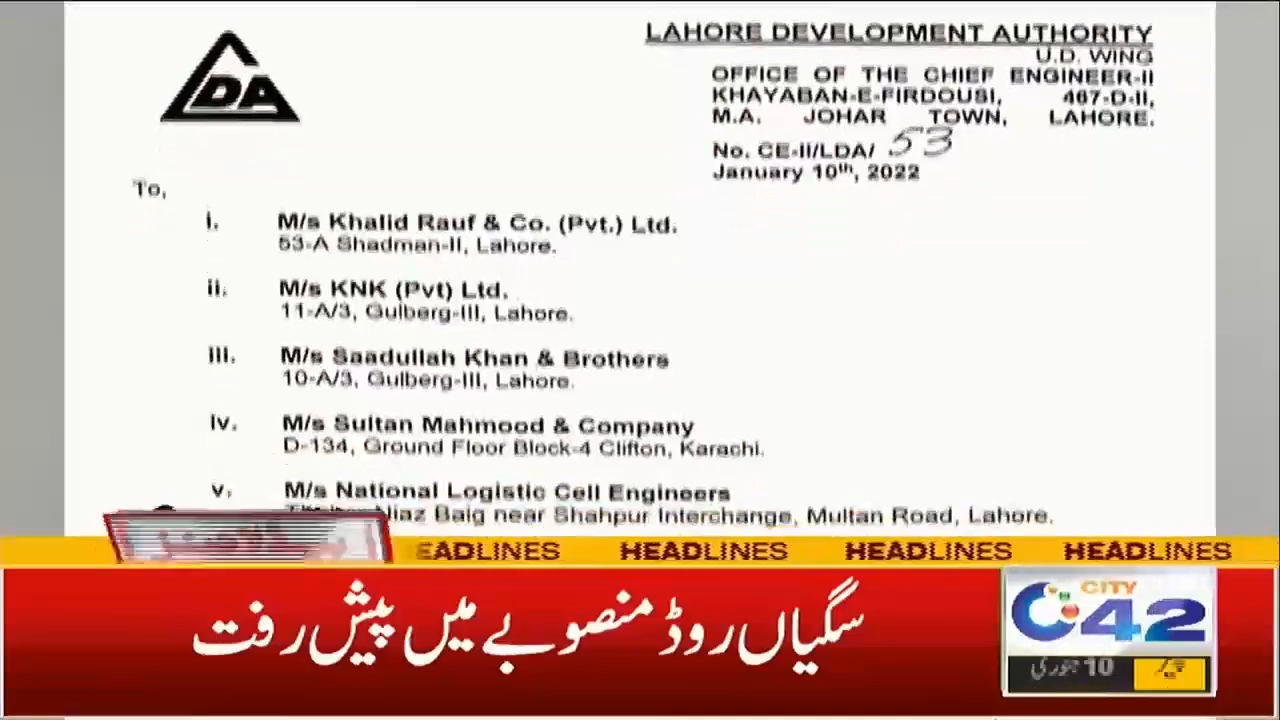 LDA
LAHORE DEVELOPMENT AUTHORITY
U.D. WING
OFFICE OF THE CHIEF ENGINEER-II
KHAYABAN-E-FIRDOUSI, 467-D-II,
M.A. JOHAR TOWN, LAHORE.
No. CE-II/LDA/ 53
January 10th, 2022
To,
i. M/s Khalid Rauf & Co. (Pvt.) Ltd.
53-A Shadman-II, Lahore.
ii. M/s KNK (Pvt) Ltd.
11-A/3, Gulberg-III, Lahore.
iii. M/s Saadullah Khan & Brothers
10-A/3, Gulberg-III, Lahore.
iv. M/s Sultan Mahmood & Company
D-134, Ground Floor Block-4 Clifton, Karachi.
v. M/s National Logistic Cell Engineers
Niaz Baig near Shahpur Interchange, Multan Road, Lahore.
EADLINES HEADLINES HEADLINES HEADLINES
سگیاں روڈ منصوبے میں پیش رفت
CITY
42
10 جنوری
پیر